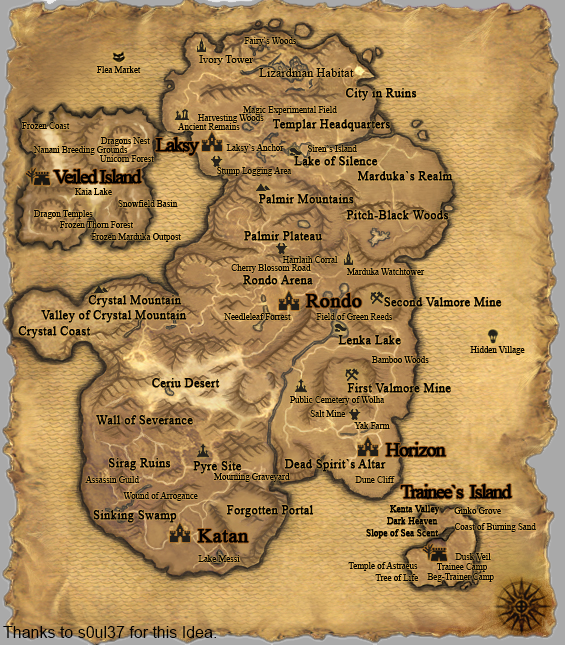 Fairy's Woods
Ivory Tower
Flea Market
Lizardman Habitat
City in Ruins
Magic Experimental Field
Harvesting Woods
Templar Headquarters
Ancient Remains
Frozen Coast
Dragons Nest
Laksy
Laksy's Anchor
Siren's Island
Nanani Breeding Grounds
Unicorn Forest
Lake of Silence
Stump Logging Area
Marduka's Realm
Veiled Island
Kaia Lake
Palmir Mountains
Snowfield Basin
Dragon Temples
Pitch-Black Woods
Frozen Thorn Forest
Frozen Marduka Outpost
Palmir Plateau
Harlaih Corral
Cherry Blossom Road
Marduka Watchtower
Rondo Arena
Crystal Mountain
Rondo
Second Valmore Mine
Valley of Crystal Mountain
Needleleaf Forrest
Field of Green Reeds
Crystal Coast
Lenka Lake
Hidden Village
Bamboo Woods
Ceriu Desert
First Valmore Mine
Public Cemetery of Wolha
Salt Mine
Wall of Severance
Yak Farm
Horizon
Sirag Ruins
Pyre Site
Dead Spirit`s Altar
Assassin Guild
Mourning Graveyard
Dune Cliff
Trainee`s Island
Wound of Arrogance
Kenta Valley
Ginko Grove
Sinking Swamp
Forgotten Portal
Dark Heaven
Coast of Burning Sand
Slope of Sea Scent
Katan
Lake Messi
Dusk Veil
Temple of Astraeus
Trainee Camp
Tree of Life
Beg-Trainer Camp
Thanks to s0ul37 for this Idea.